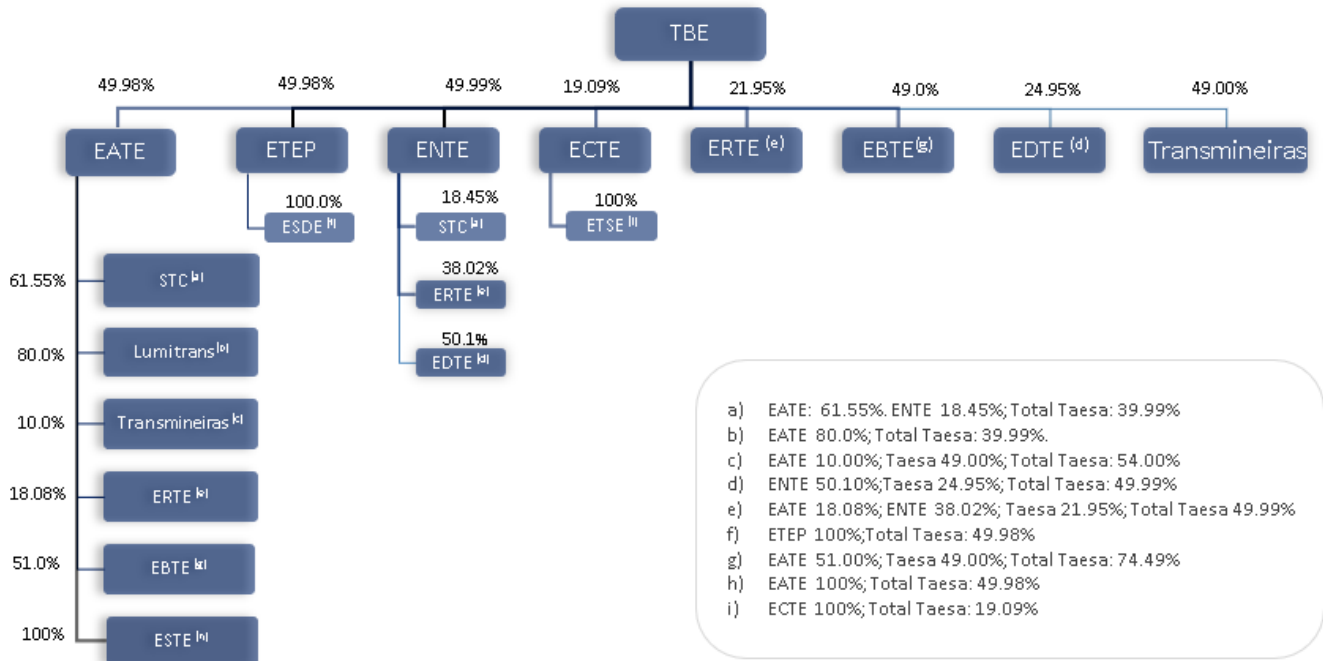 TBE
49.98% 49.98% 49.99% 19.09% 21.95% 49.0% 24.95% 49.00%
EATE ETEP ENTE ECTE ERTE (e) EBTE(g) EDTE (d) Transmineiras
100.0% 18.45% 100%
ESDE [f] STC [a] ETSE [i]
61.55% STC [a]
38.02%
ERTE [e]
80.0% Lumitrans [b]
50.1%
EDTE [d]
10.0% Transmineiras [c]
18.08% ERTE [e]
51.0% EBTE [g]
100% ESTE [h]
a) EATE: 61.55%. ENTE 18.45%; Total Taesa: 39.99%
b) EATE 80.0%; Total Taesa: 39.99%.
c) EATE 10.00%; Taesa 49.00%; Total Taesa: 54.00%
d) ENTE 50.10%; Taesa 24.95%; Total Taesa: 49.99%
e) EATE 18.08%; ENTE 38.02%; Taesa 21.95%; Total Taesa 49.99%
f) ETEP 100%; Total Taesa: 49.98%
g) EATE 51.00%; Taesa 49.00%; Total Taesa: 74.49%
h) EATE 100%; Total Taesa: 49.98%
i) ECTE 100%; Total Taesa: 19.09%